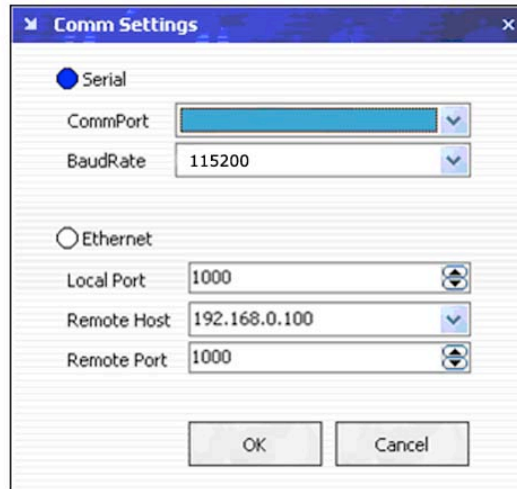 Comm Settings
Serial
CommPort
BaudRate 115200
Ethernet
Local Port 1000
Remote Host 192.168.0.100
Remote Port 1000
OK Cancel